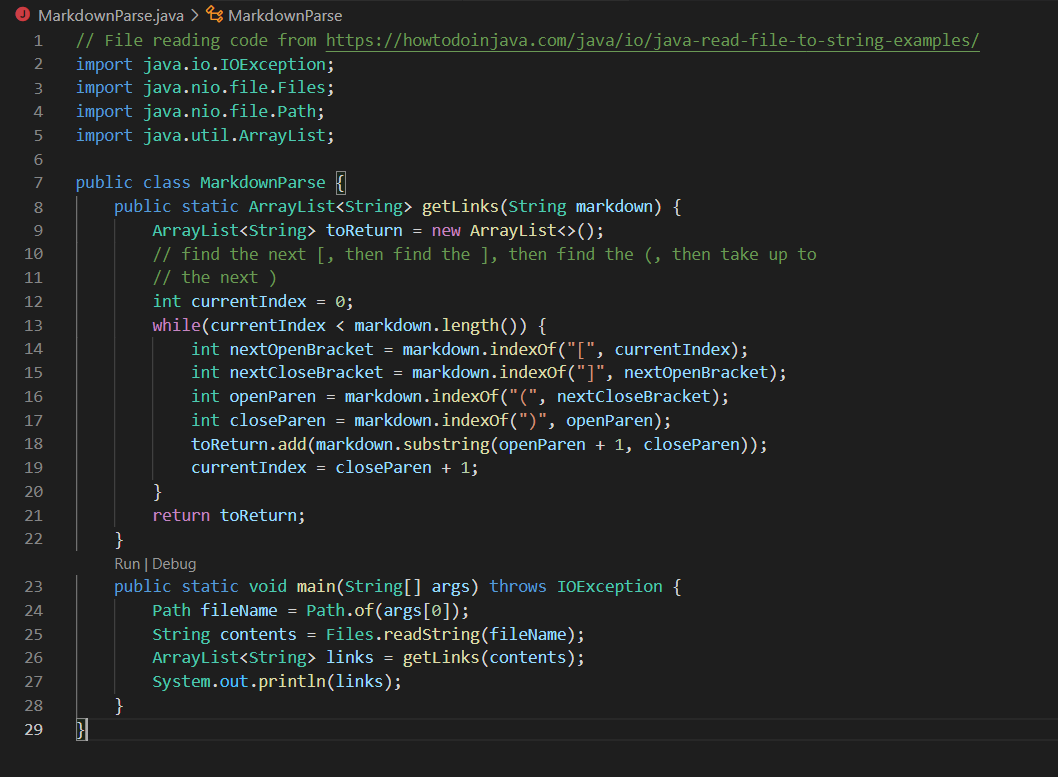 MarkdownParse.java > MarkdownParse
1 // File reading code from https://howtodoinjava.com/java/io/java-read-file-to-string-examples/
2 import java.io.IOException;
3 import java.nio.file.Files;
4 import java.nio.file.Path;
5 import java.util.ArrayList;
6
7 public class MarkdownParse {
8     public static ArrayList<String> getLinks(String markdown) {
9         ArrayList<String> toReturn = new ArrayList<>();
10         // find the next [, then find the ], then find the (, then take up to
11         // the next )
12         int currentIndex = 0;
13         while(currentIndex < markdown.length()) {
14             int nextOpenBracket = markdown.indexOf("[", currentIndex);
15             int nextCloseBracket = markdown.indexOf("]", nextOpenBracket);
16             int openParen = markdown.indexOf("(", nextCloseBracket);
17             int closeParen = markdown.indexOf(")", openParen);
18             toReturn.add(markdown.substring(openParen + 1, closeParen));
19             currentIndex = closeParen + 1;
20         }
21         return toReturn;
22     }
Run | Debug
23     public static void main(String[] args) throws IOException {
24         Path fileName = Path.of(args[0]);
25         String contents = Files.readString(fileName);
26         ArrayList<String> links = getLinks(contents);
27         System.out.println(links);
28     }
29 }